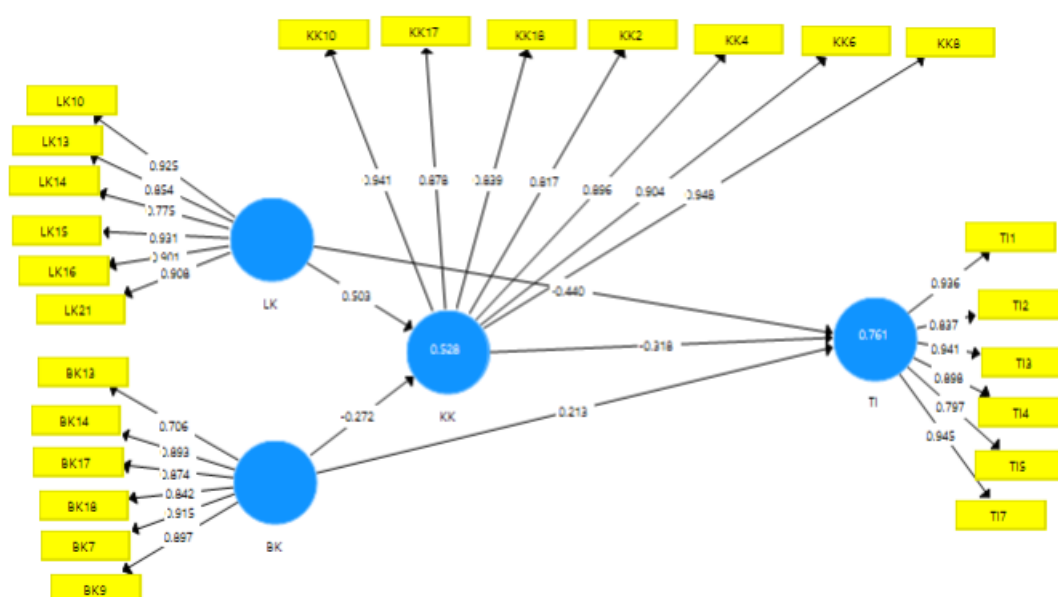 KK10 KK17 KK18 KK2 KK4 KK6 KK8
LK10
LK13
LK14
LK15
LK16
LK21
0.925
0.854
0.775
0.931
0.901
0.908
LK
0.941 0.878 0.839 0.817 0.896 0.904 0.948
0.503
-0.440
0.528
KK
-0.318
-0.272
0.213
BK13
BK14
BK17
BK18
BK7
BK9
0.706
0.893
0.874
0.842
0.915
0.897
BK
0.761
TI
0.936
0.837
0.941
0.898
0.797
0.945
TI1
TI2
TI3
TI4
TI5
TI7